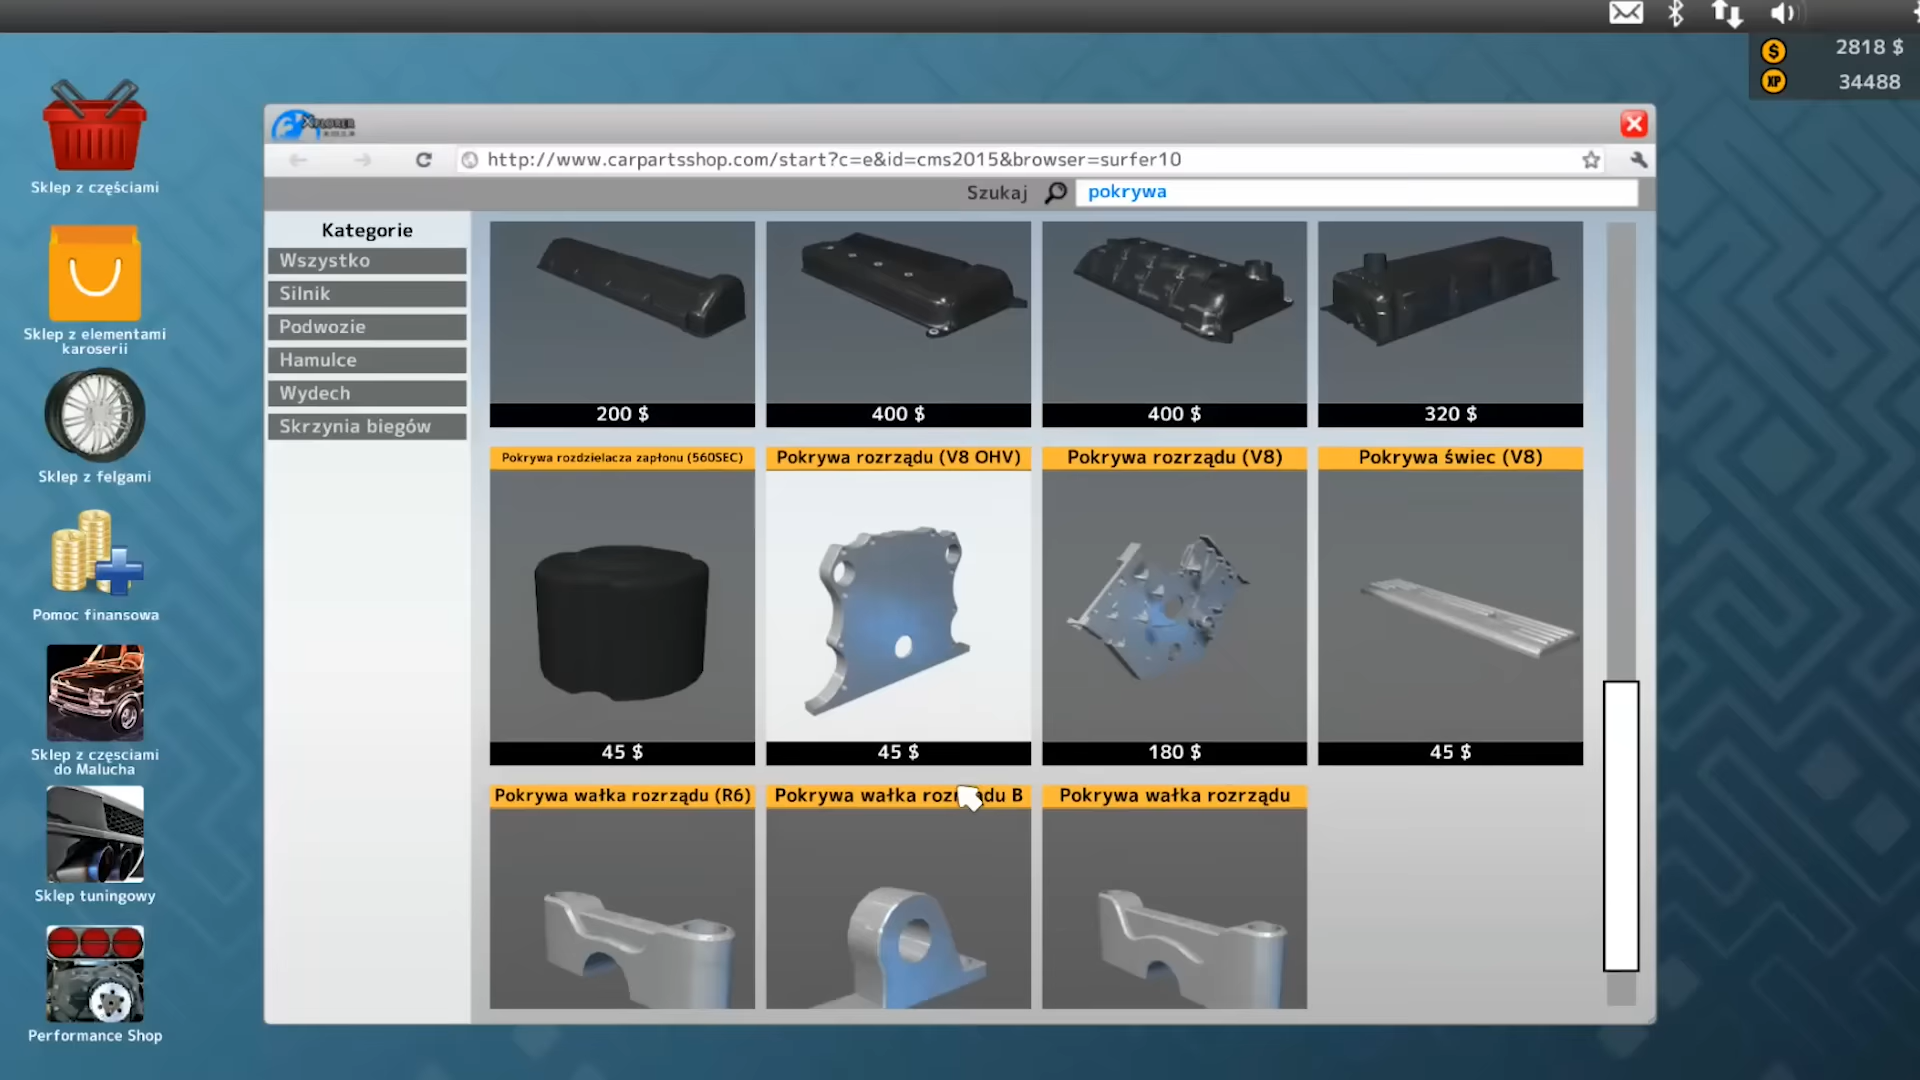 2818 $
XP
34488
XPLORER
http://www.carpartsshop.com/start?c=e&id=cms2015&browser=surfer10
Szukaj
pokrywa
Sklep z częściami
Sklep z elementami
karoserii
Sklep z felgami
Pomoc finansowa
Sklep z częsciami
do Malucha
Sklep tuningowy
Performance Shop
Kategorie
Wszystko
Silnik
Podwozie
Hamulce
Wydech
Skrzynia biegów
200 $
400 $
400 $
320 $
Pokrywa rozdzielacza zapłonu (560SEC)
Pokrywa rozrządu (V8 OHV)
Pokrywa rozrządu (V8)
Pokrywa świec (V8)
45 $
45 $
180 $
45 $
Pokrywa wałka rozrządu (R6)
Pokrywa wałka rozrządu B
Pokrywa wałka rozrządu